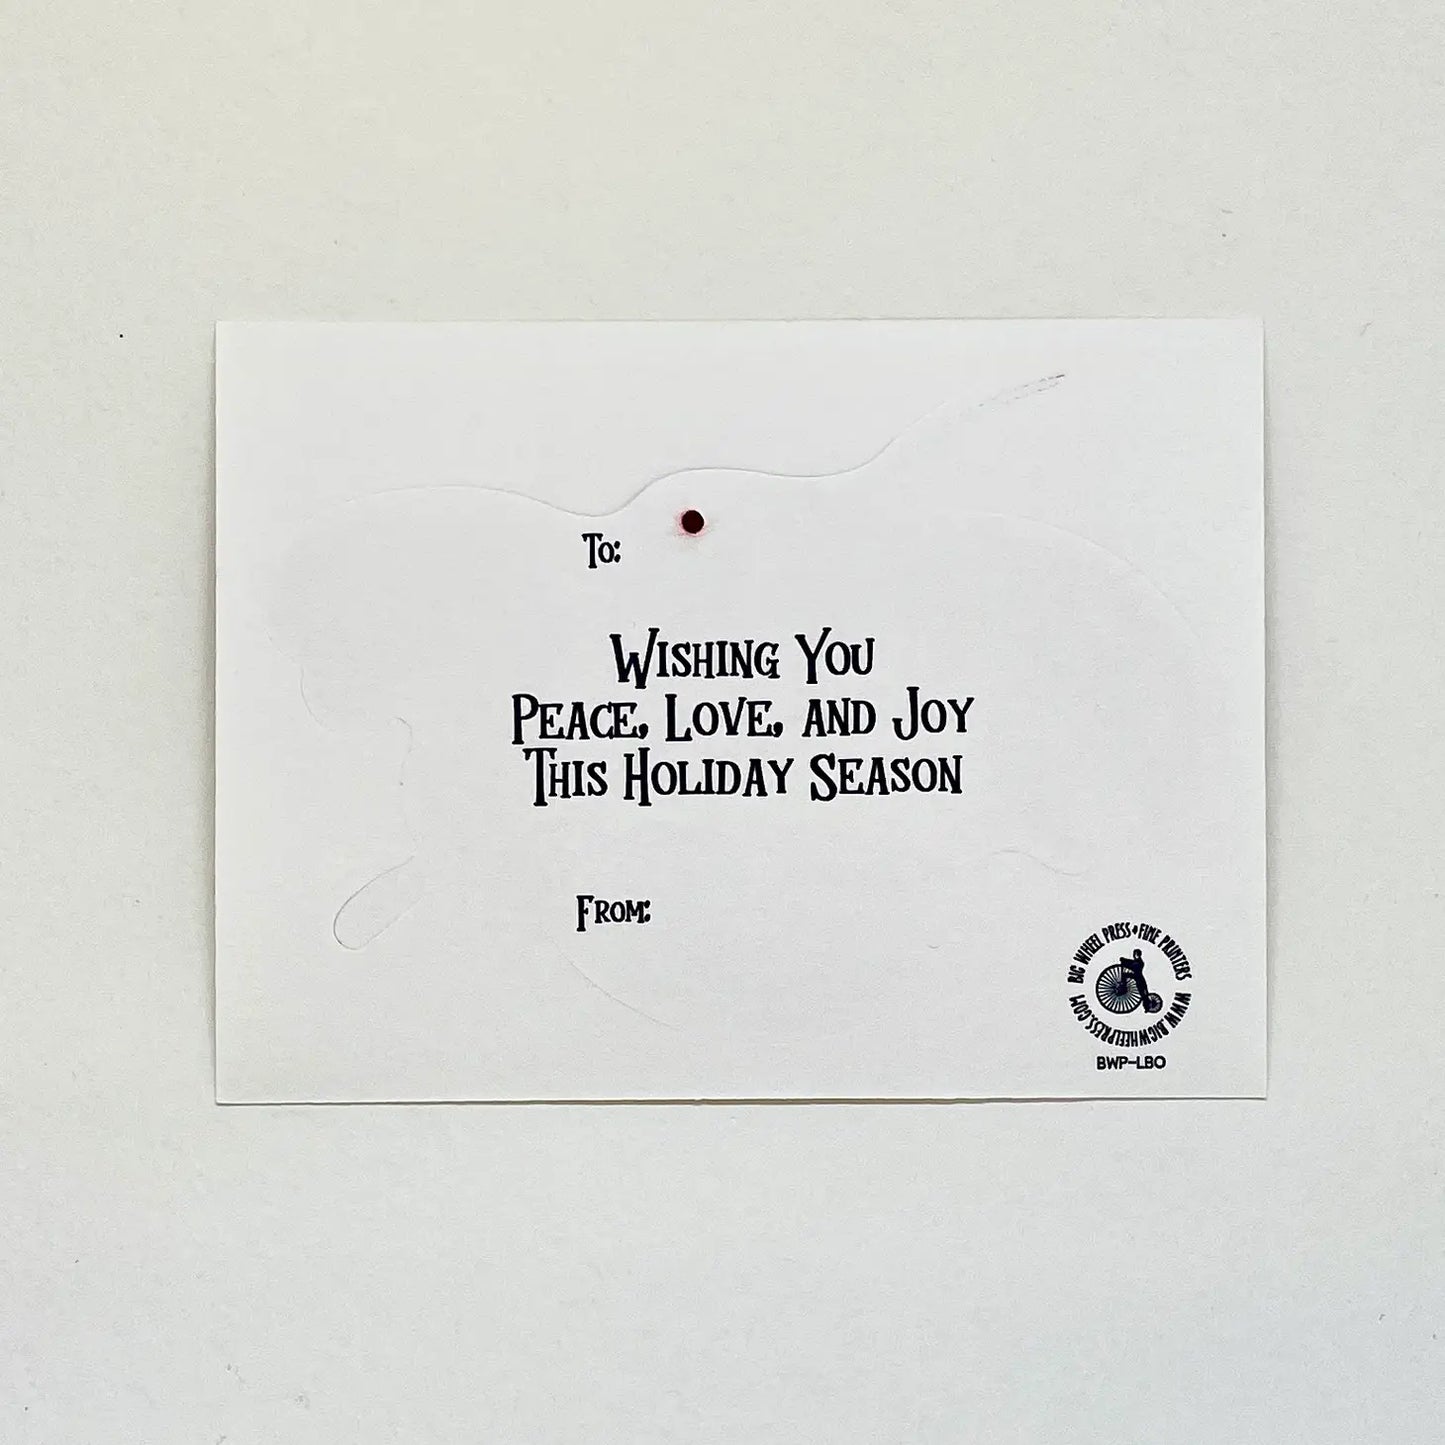 To:
Wishing You
Peace, Love, and Joy
This Holiday Season
From:
BIG WHEEL PRESS • FINE PRINTERS
WWW.BIGWHEELPRESS.COM
BWP-LBO